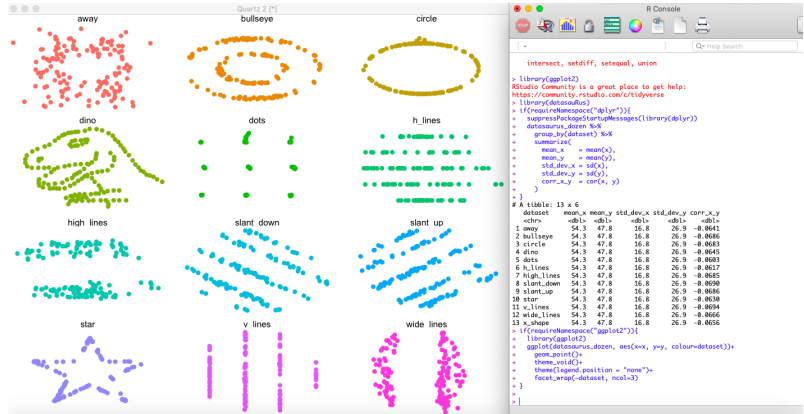 Quartz 2 [*]
away
bullseye
circle
dino
dots
h_lines
high_lines
slant_down
slant_up
star
v_lines
wide_lines
R Console
STOP
Help Search
intersect, setdiff, setequal, union
> library(ggplot2)
RStudio Community is a great place to get help:
https://community.rstudio.com/c/tidyverse
> library(datasauRus)
> if(requireNamespace("dplyr")){
+ suppressPackageStartupMessages(library(dplyr))
+ datasaurus_dozen %>%
+ group_by(dataset) %>%
+ summarize(
+ mean_x = mean(x),
+ mean_y = mean(y),
+ std_dev_x = sd(x),
+ std_dev_y = sd(y),
+ corr_x_y = cor(x, y)
+ )
+ }
# A tibble: 13 x 6
dataset mean_x mean_y std_dev_x std_dev_y corr_x_y
<chr> <dbl> <dbl> <dbl> <dbl> <dbl>
1 away 54.3 47.8 16.8 26.9 -0.0641
2 bullseye 54.3 47.8 16.8 26.9 -0.0686
3 circle 54.3 47.8 16.8 26.9 -0.0683
4 dino 54.3 47.8 16.8 26.9 -0.0645
5 dots 54.3 47.8 16.8 26.9 -0.0603
6 h_lines 54.3 47.8 16.8 26.9 -0.0617
7 high_lines 54.3 47.8 16.8 26.9 -0.0685
8 slant_down 54.3 47.8 16.8 26.9 -0.0690
9 slant_up 54.3 47.8 16.8 26.9 -0.0686
10 star 54.3 47.8 16.8 26.9 -0.0630
11 v_lines 54.3 47.8 16.8 26.9 -0.0694
12 wide_lines 54.3 47.8 16.8 26.9 -0.0666
13 x_shape 54.3 47.8 16.8 26.9 -0.0656
> if(requireNamespace("ggplot2")){
+ library(ggplot2)
+ ggplot(datasaurus_dozen, aes(x=x, y=y, colour=dataset))+
+ geom_point()+
+ theme_void()+
+ theme(legend.position = "none")+
+ facet_wrap(~dataset, ncol=3)
+ }
>
>